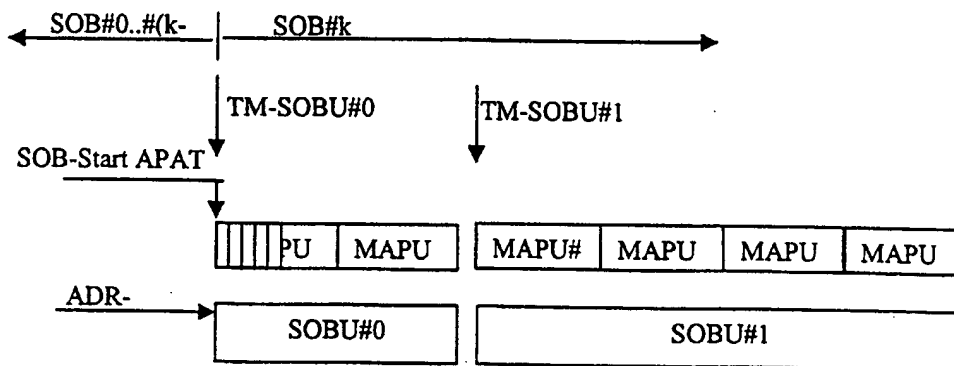 SOB#0..#(k-
SOB#k
TM-SOBU#0
TM-SOBU#1
SOB-Start APAT
PU MAPU MAPU# MAPU MAPU MAPU
ADR-
SOBU#0 SOBU#1